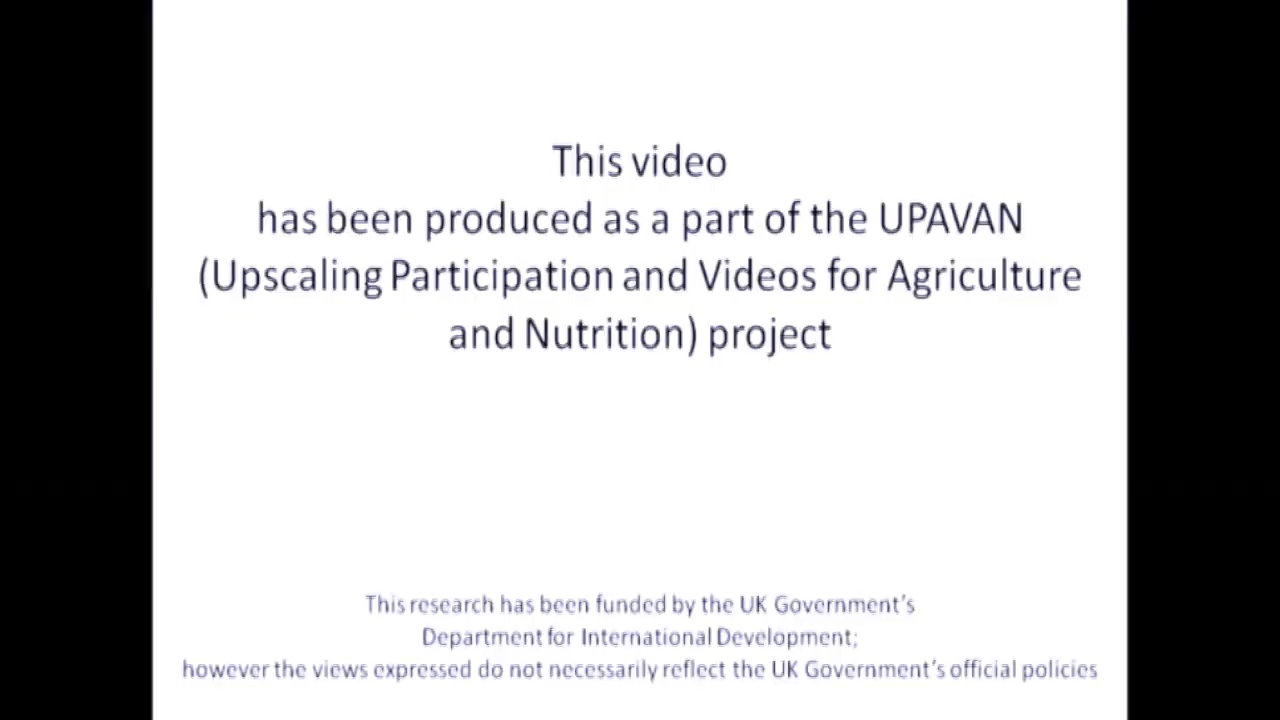 This video
has been produced as a part of the UPAVAN
(Upscaling Participation and Videos for Agriculture
and Nutrition) project
This research has been funded by the UK Government's
Department for International Development;
however the views expressed do not necessarily reflect the UK Government's official policies